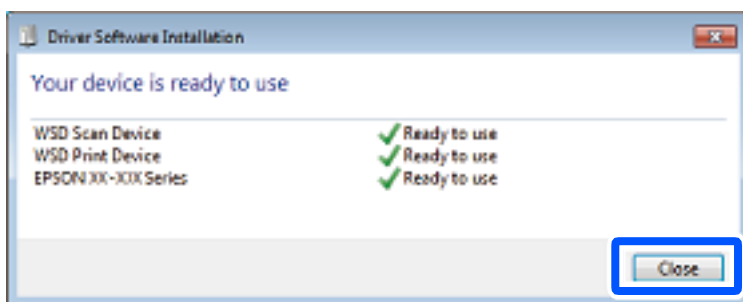 Driver Software Installation
Your device is ready to use
WSD Scan Device Ready to use
WSD Print Device Ready to use
EPSON XX-XXX Series Ready to use
Close